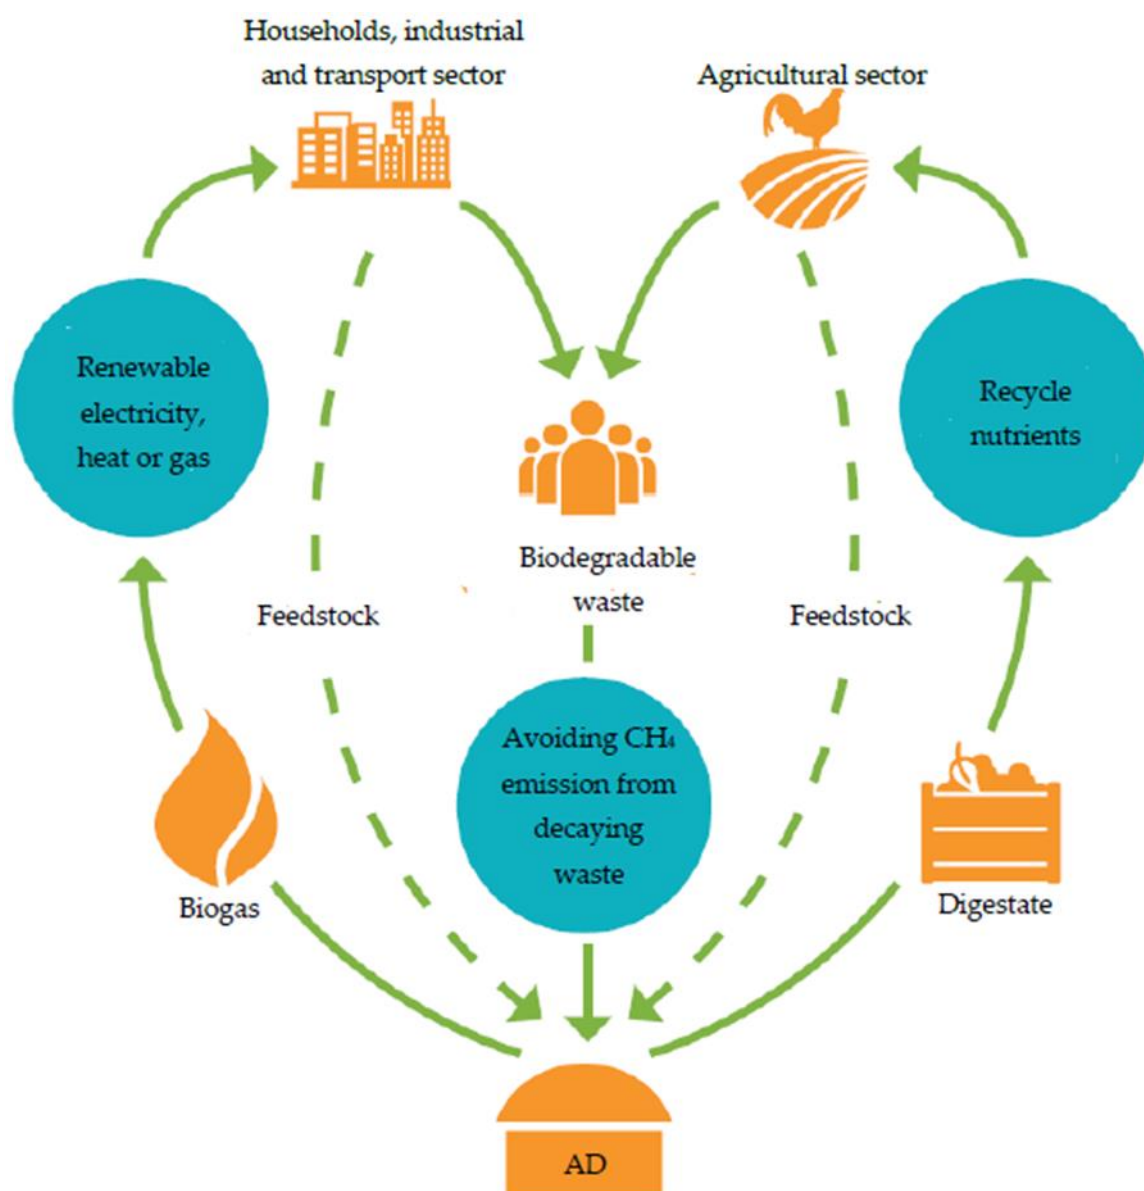 Households, industrial
and transport sector
Agricultural sector
Renewable
electricity,
heat or gas
Recycle
nutrients
Biodegradable
waste
Feedstock
Feedstock
Avoiding CH₄
emission from
decaying
waste
Biogas
Digestate
AD